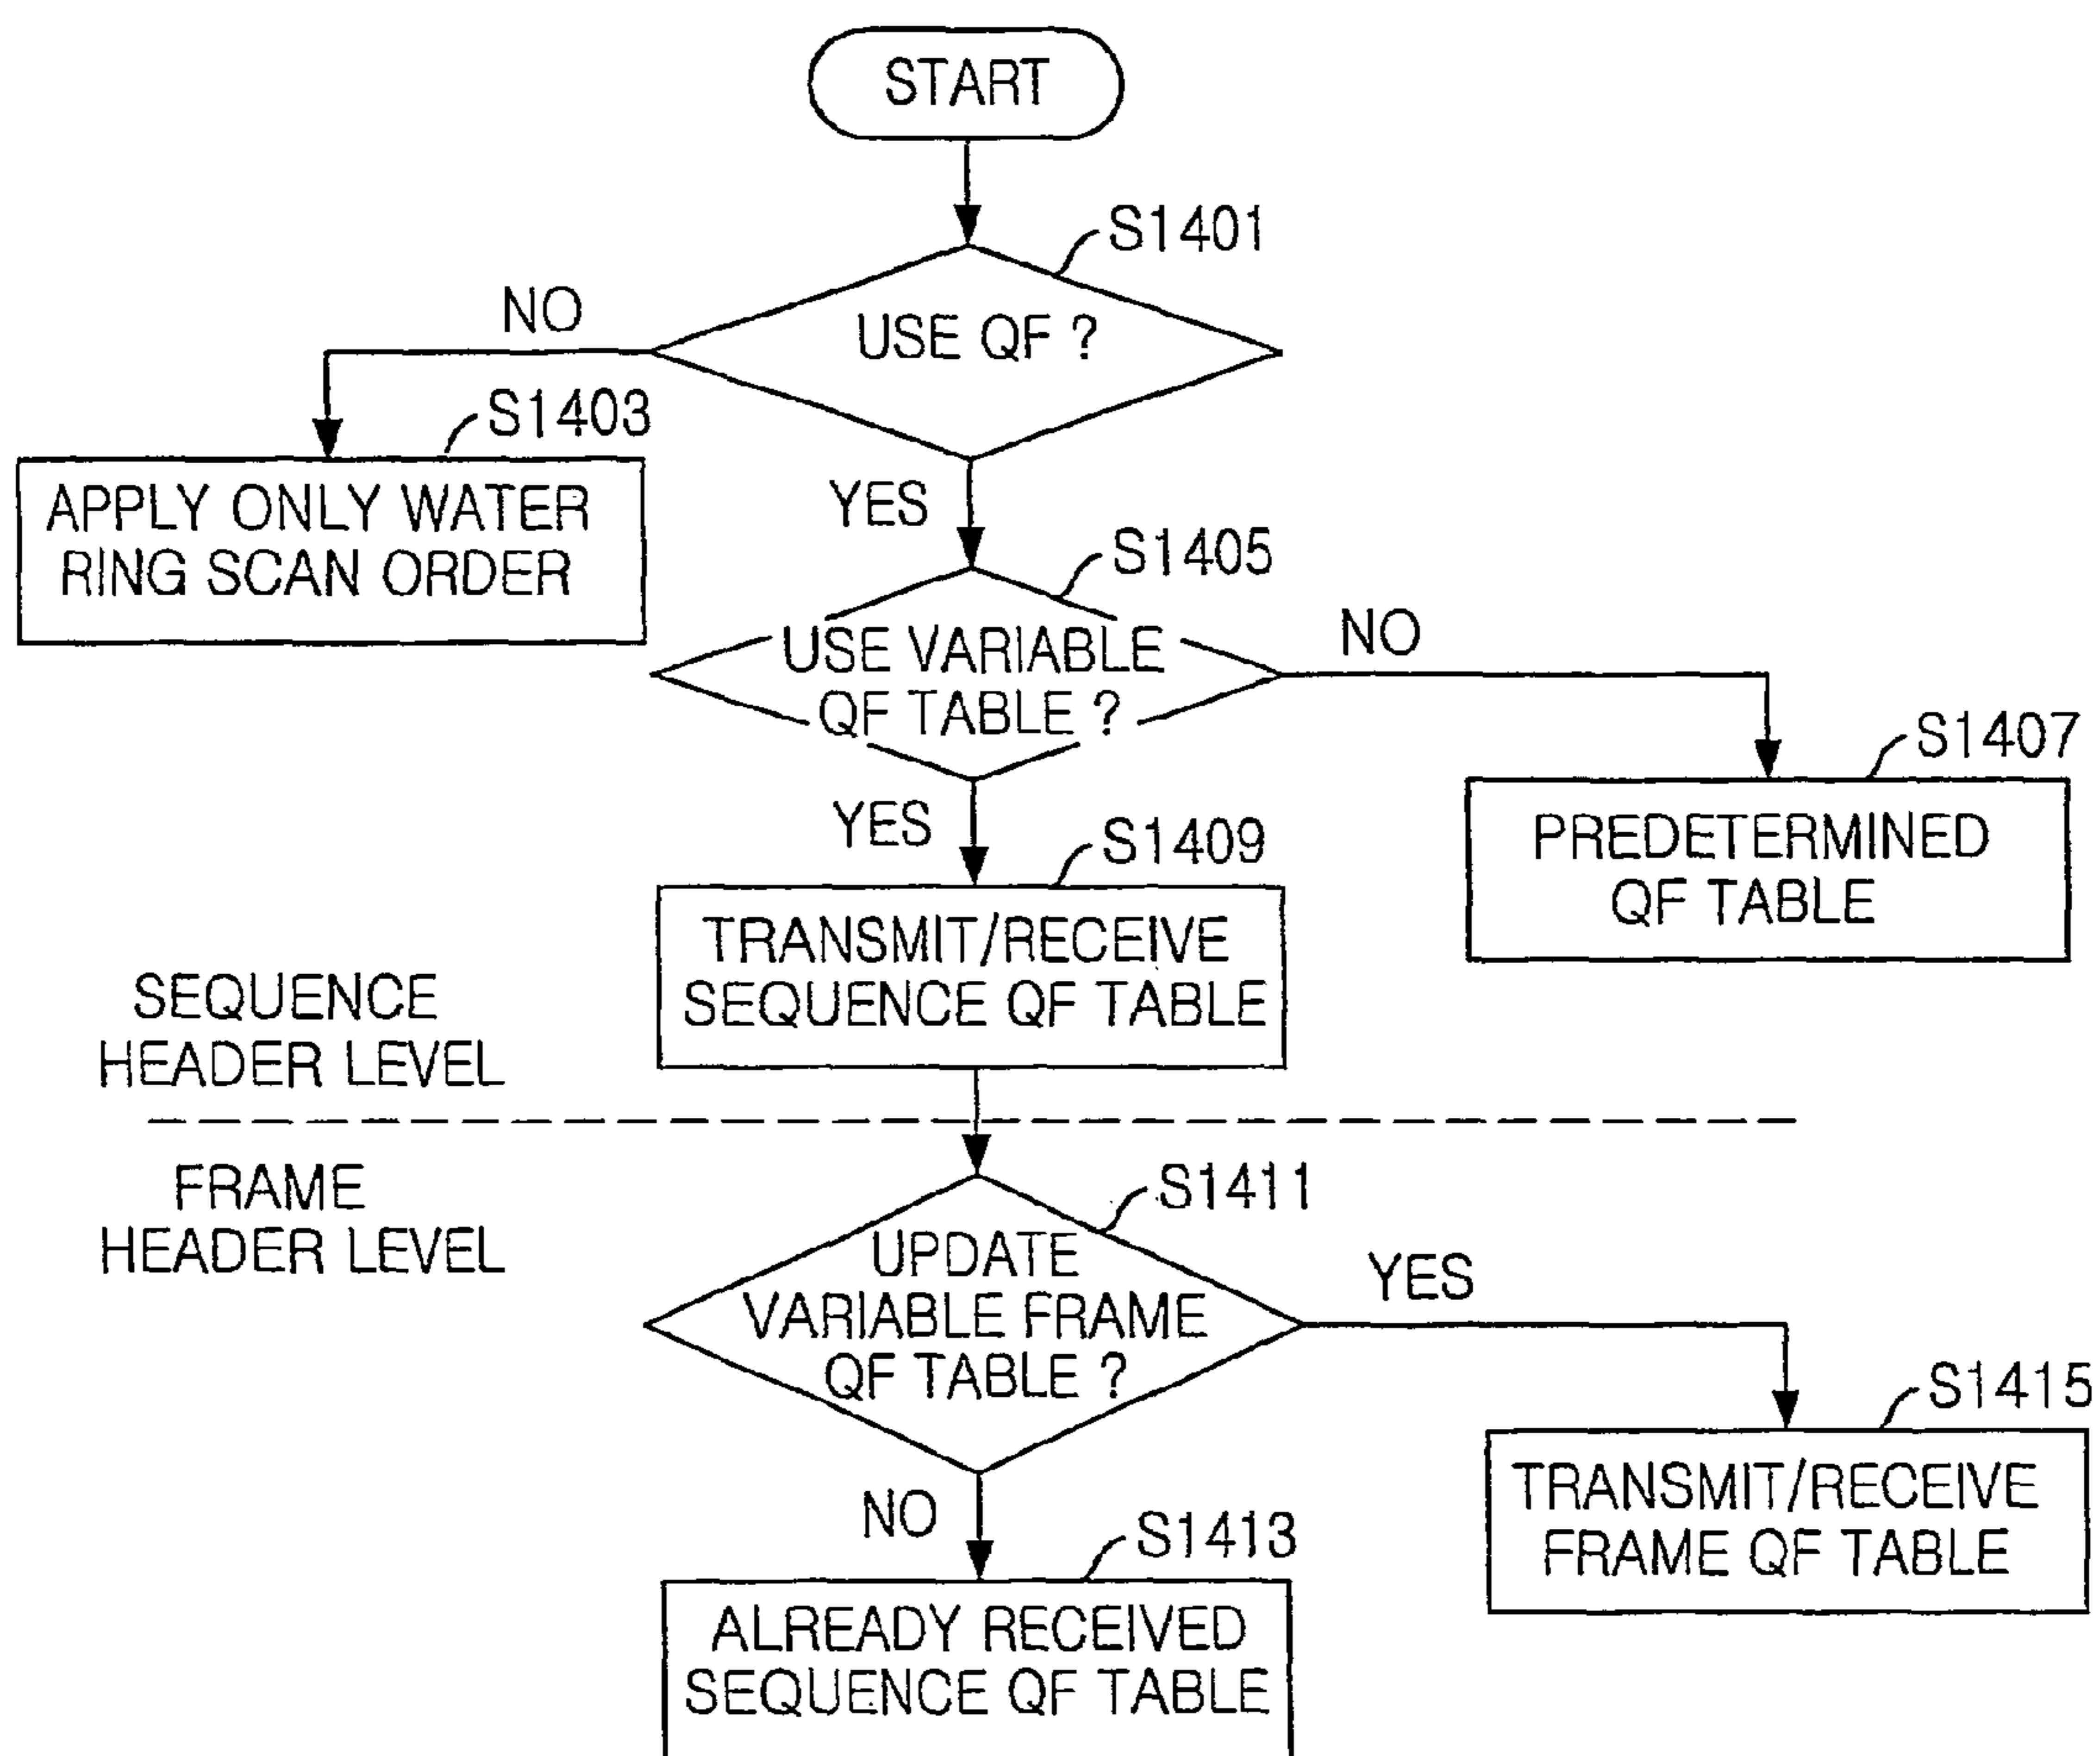 START
S1401
USE QF ?
NO
S1403
APPLY ONLY WATER
RING SCAN ORDER
YES
S1405
USE VARIABLE
QF TABLE ?
NO
S1407
PREDETERMINED
QF TABLE
YES
S1409
TRANSMIT/RECEIVE
SEQUENCE QF TABLE
SEQUENCE
HEADER LEVEL
FRAME
HEADER LEVEL
S1411
UPDATE
VARIABLE FRAME
QF TABLE ?
YES
S1415
TRANSMIT/RECEIVE
FRAME QF TABLE
NO
S1413
ALREADY RECEIVED
SEQUENCE QF TABLE